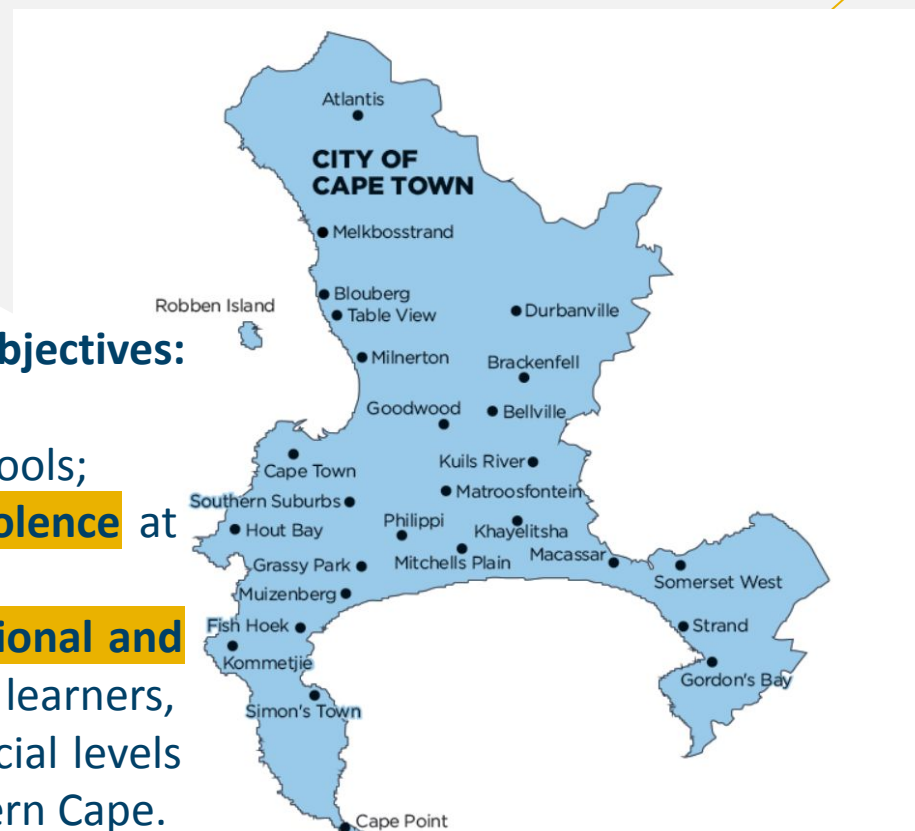 Atlantis
CITY OF
CAPE TOWN
Melkbosstrand
Blouberg
Robben Island
Table View
Durbanville
bjectives:
Milnerton
Brackenfell
Goodwood
Bellville
ools;
Cape Town
Kuils River
Southern Suburbs
Matroosfontein
olence at
Hout Bay
Philippi
Khayelitsha
Grassy Park
Mitchells Plain
Macassar
Somerset West
Muizenberg
ional and
Fish Hoek
Strand
Kommetjie
learners,
Gordon's Bay
Simon's Town
cial levels
ern Cape.
Cape Point